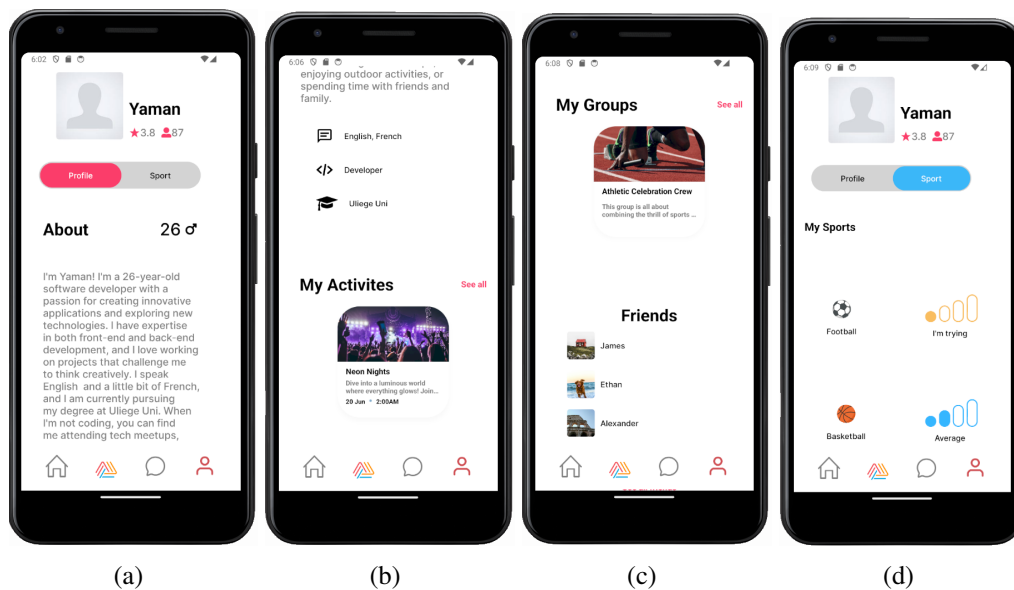 6:02
Yaman
3.8 87
Profile Sport
About 26
I'm Yaman! I'm a 26-year-old
software developer with a
passion for creating innovative
applications and exploring new
technologies. I have expertise
in both front-end and back-end
development, and I love working
on projects that challenge me
to think creatively. I speak
English and a little bit of French,
and I am currently pursuing
my degree at Uliege Uni. When
I'm not coding, you can find
me attending tech meetups,
(a)
6:06
enjoying outdoor activities, or
spending time with friends and
family.
English, French
</> Developer
Uliege Uni
My Activites See all
Neon Nights
Dive into a luminous world
where everything glows! Join...
20 Jun • 2:00AM
(b)
6:08
My Groups See all
Athletic Celebration Crew
This group is all about
combining the thrill of sports ...
Friends
James
Ethan
Alexander
(c)
6:09
Yaman
3.8 87
Profile Sport
My Sports
Football I'm trying
Basketball Average
(d)